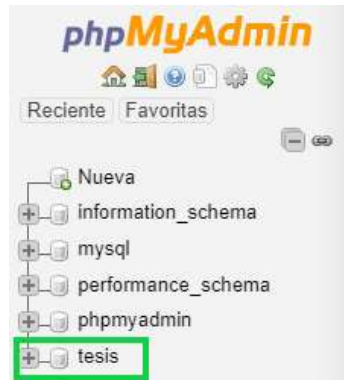 phpMyAdmin
Reciente Favoritas
Nueva
information_schema
mysql
performance_schema
phpmyadmin
tesis